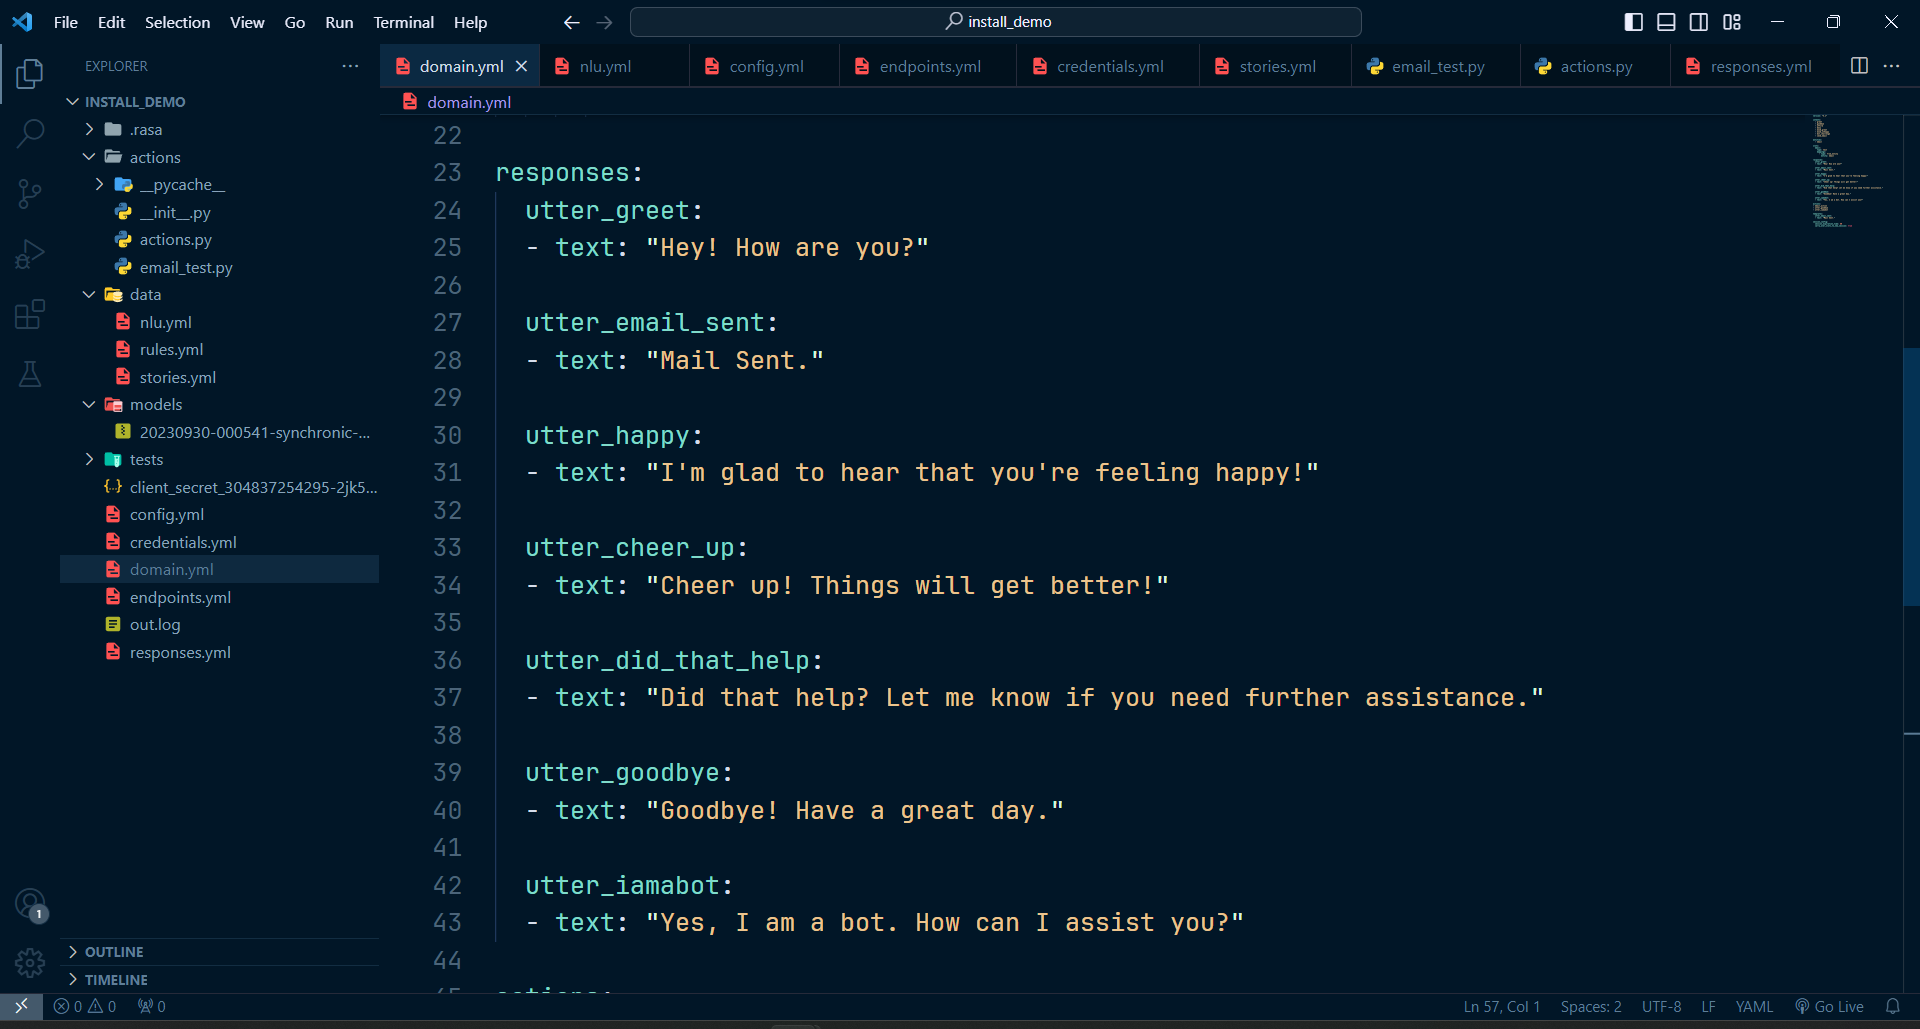 File Edit Selection View Go Run Terminal Help
install_demo
EXPLORER
domain.yml
nlu.yml
config.yml
endpoints.yml
credentials.yml
stories.yml
email_test.py
actions.py
responses.yml
INSTALL_DEMO
.rasa
actions
__pycache__
__init__.py
actions.py
email_test.py
data
nlu.yml
rules.yml
stories.yml
models
20230930-000541-synchronic-...
tests
client_secret_304837254295-2jk5...
config.yml
credentials.yml
domain.yml
endpoints.yml
out.log
responses.yml
OUTLINE
TIMELINE
domain.yml
22
23 responses:
24 utter_greet:
25 - text: "Hey! How are you?"
26
27 utter_email_sent:
28 - text: "Mail Sent."
29
30 utter_happy:
31 - text: "I'm glad to hear that you're feeling happy!"
32
33 utter_cheer_up:
34 - text: "Cheer up! Things will get better!"
35
36 utter_did_that_help:
37 - text: "Did that help? Let me know if you need further assistance."
38
39 utter_goodbye:
40 - text: "Goodbye! Have a great day."
41
42 utter_iamabot:
43 - text: "Yes, I am a bot. How can I assist you?"
44
45 actions:
1
0 0 0
Ln 57, Col 1 Spaces: 2 UTF-8 LF YAML Go Live